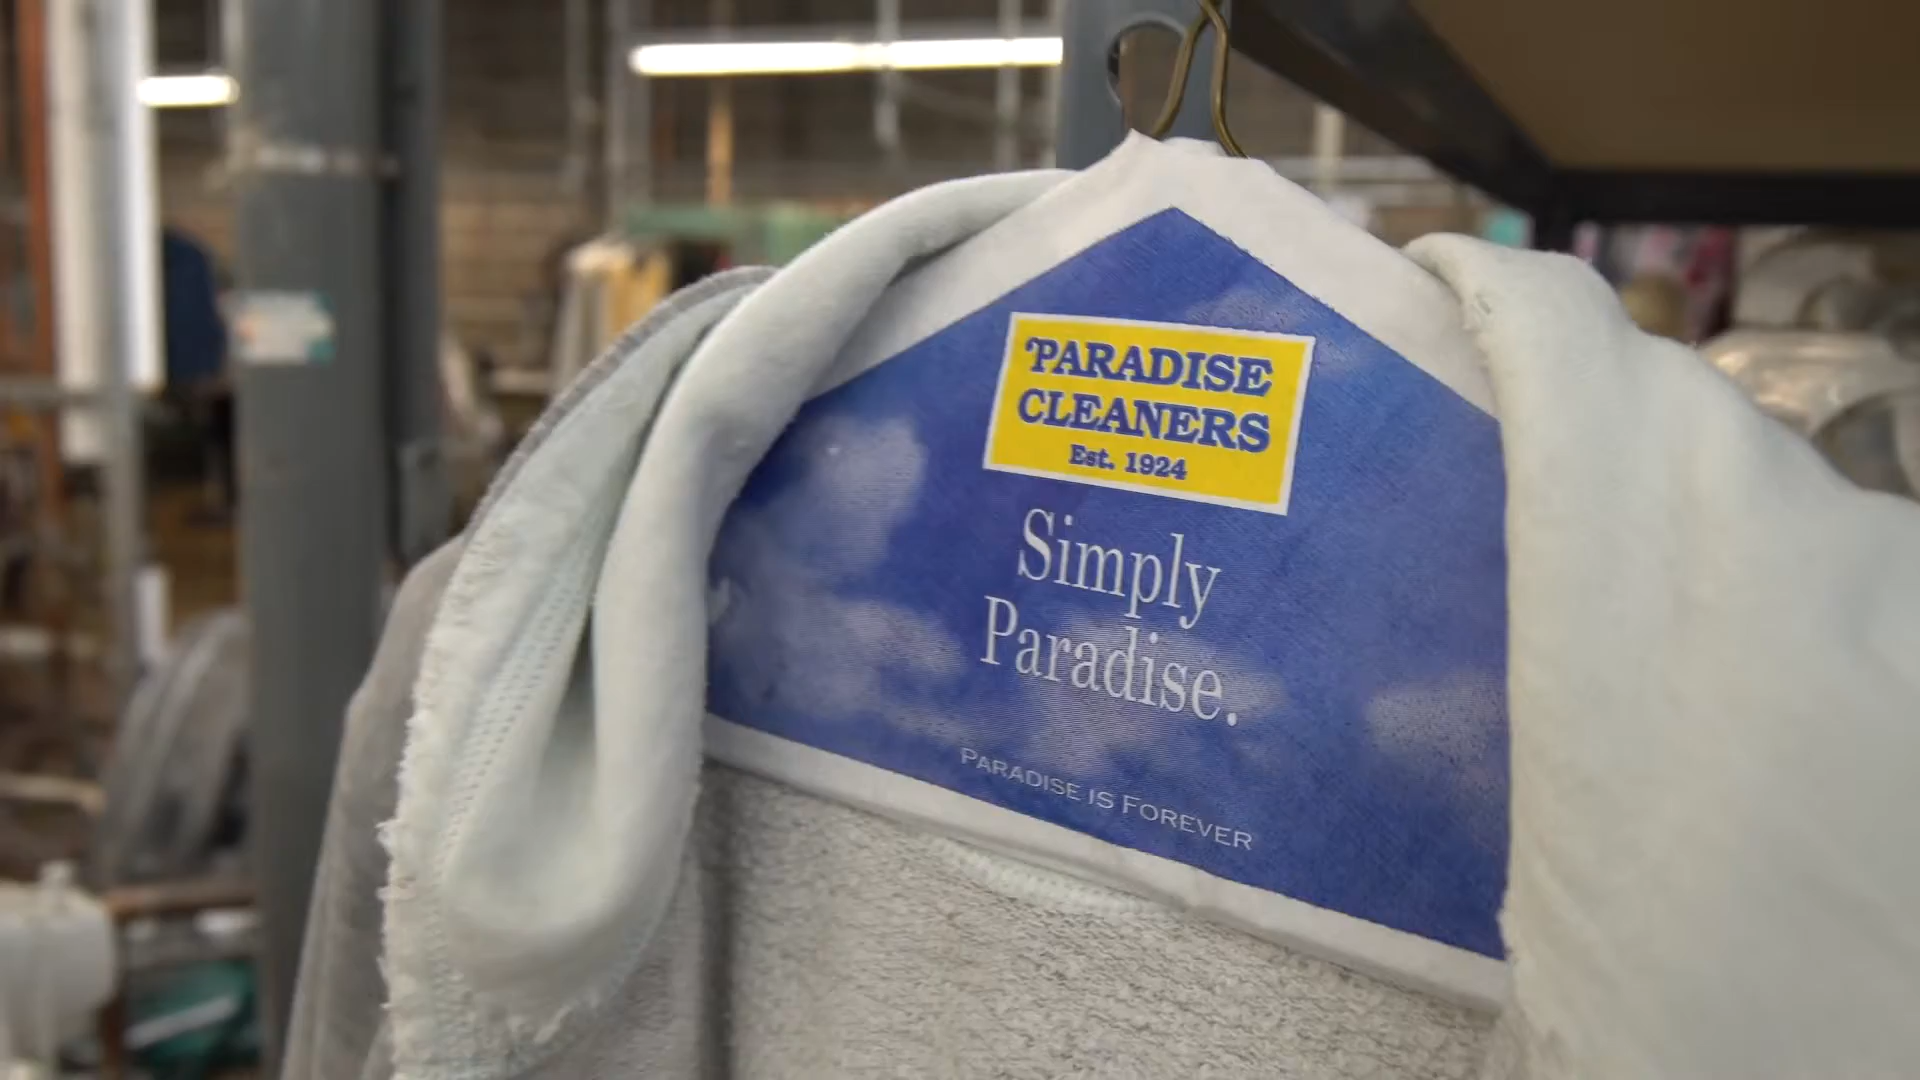 PARADISE
CLEANERS
Est. 1924
Simply
Paradise.
PARADISE IS FOREVER